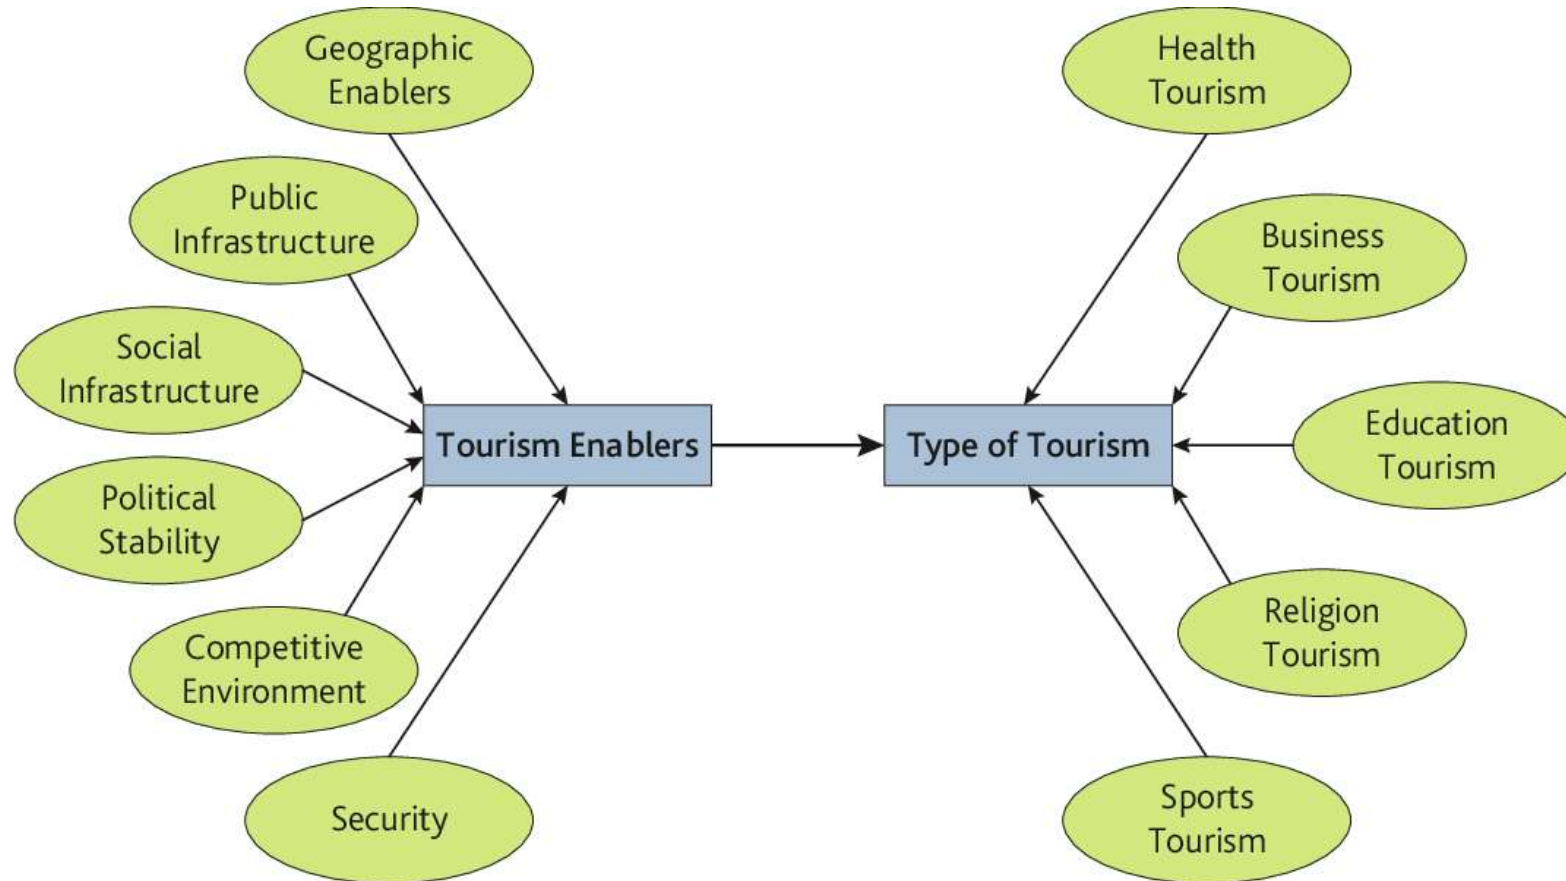 Geographic
Enablers
Public
Infrastructure
Social
Infrastructure
Political
Stability
Competitive
Environment
Security
Tourism Enablers
Type of Tourism
Health
Tourism
Business
Tourism
Education
Tourism
Religion
Tourism
Sports
Tourism